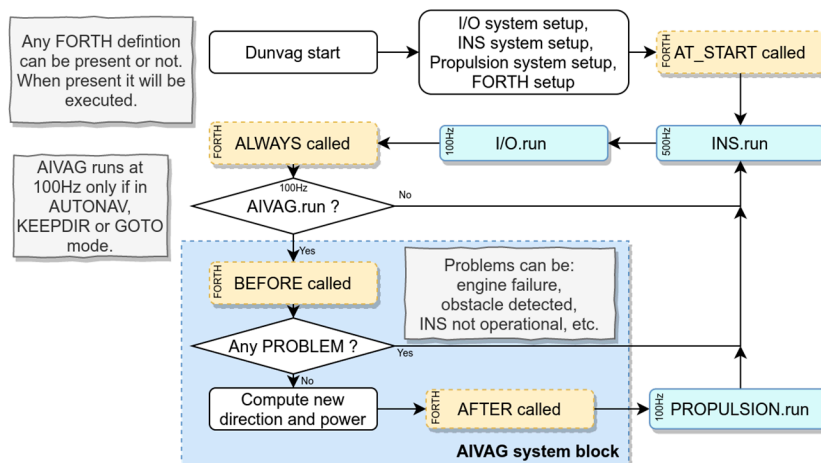 Any FORTH defintion
can be present or not.
When present it will be
executed.
Dunvag start
I/O system setup,
INS system setup,
Propulsion system setup,
FORTH setup
FORTH
AT_START called
FORTH
ALWAYS called
100Hz
I/O.run
500Hz
INS.run
AIVAG runs at
100Hz only if in
AUTONAV,
KEEPDIR or GOTO
mode.
100Hz
AIVAG.run ?
No
Yes
FORTH
BEFORE called
Problems can be:
engine failure,
obstacle detected,
INS not operational, etc.
Any PROBLEM ?
Yes
No
Compute new
direction and power
FORTH
AFTER called
100Hz
PROPULSION.run
AIVAG system block